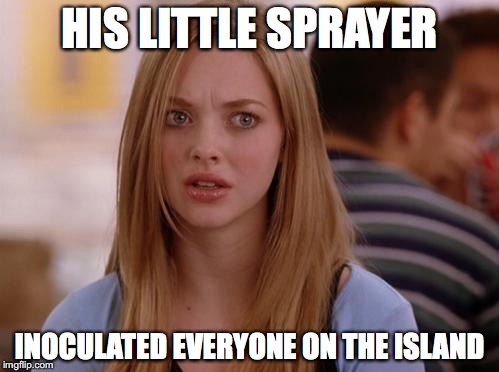 HIS LITTLE SPRAYER
INOCULATED EVERYONE ON THE ISLAND
imgflip.com